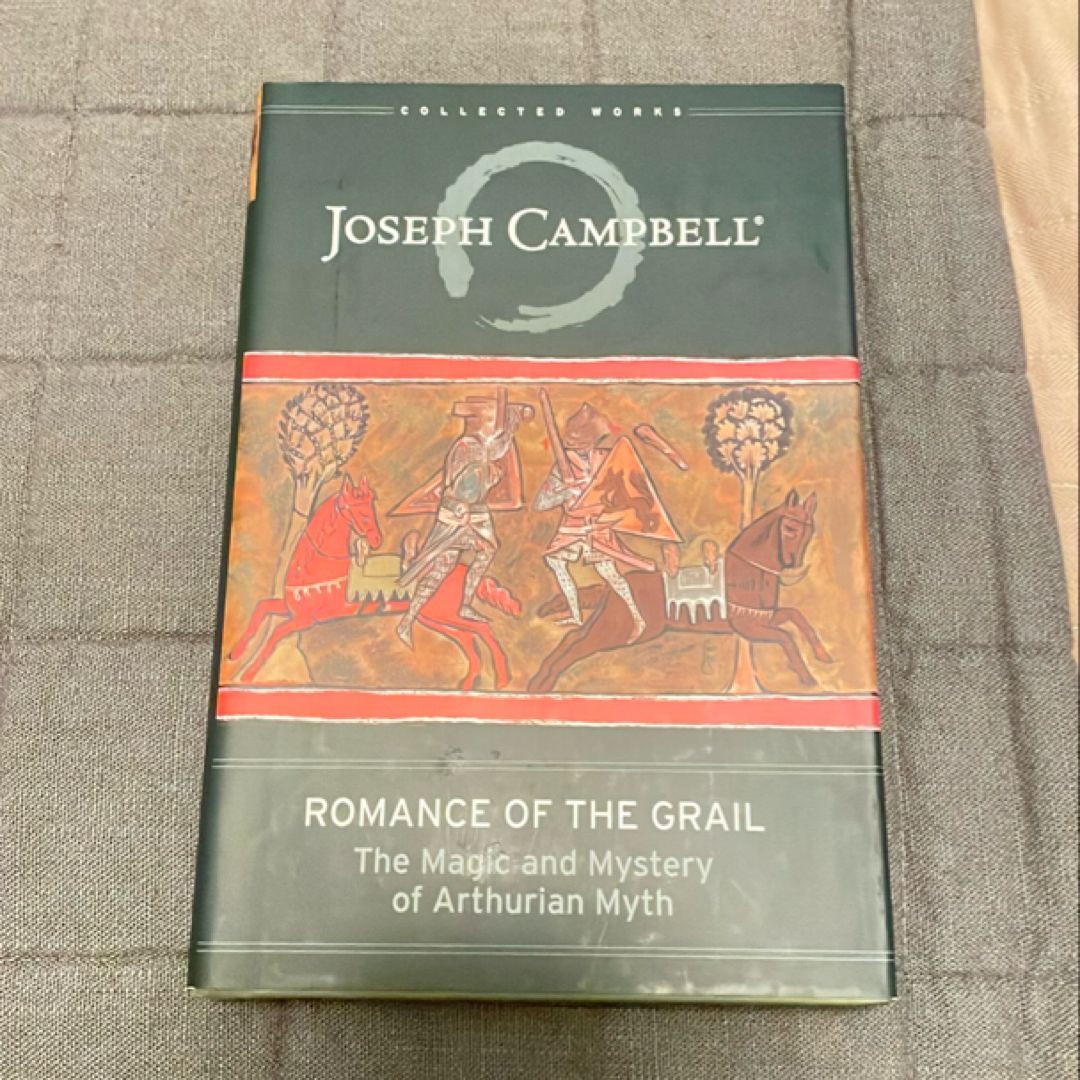 COLLECTED WORKS
JOSEPH CAMPBELL®
ROMANCE OF THE GRAIL
The Magic and Mystery
of Arthurian Myth